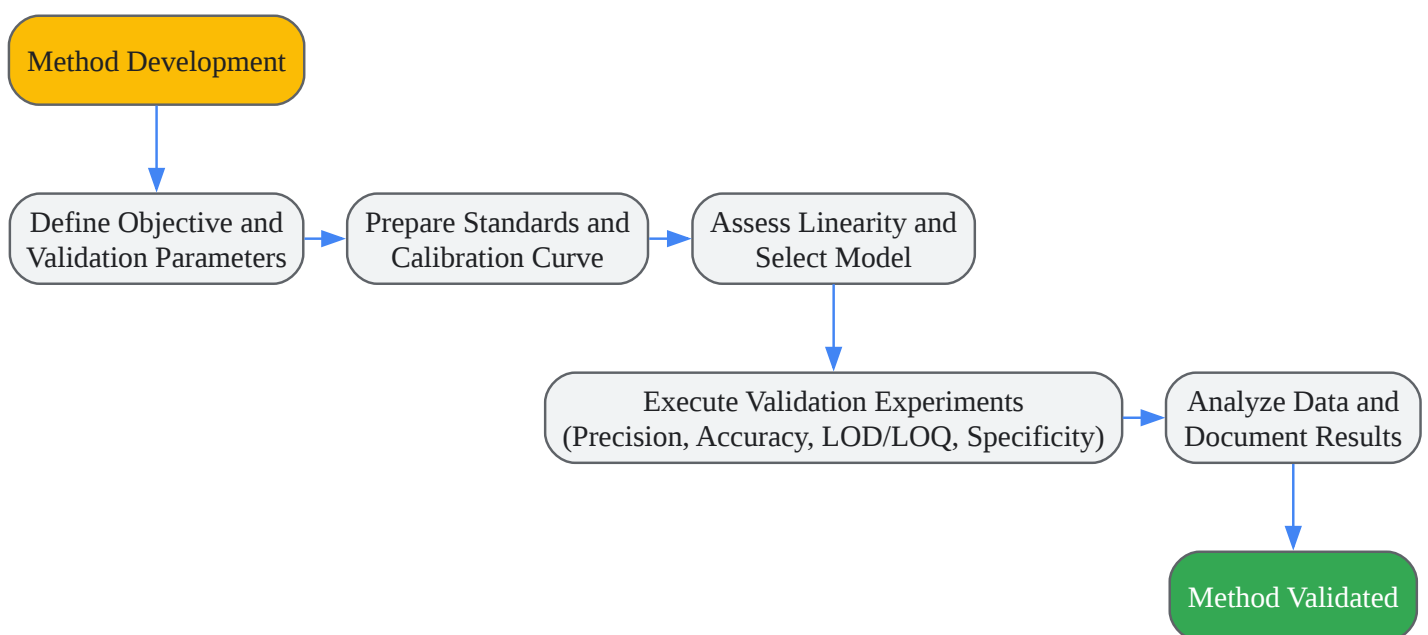 Method Development
Define Objective and
Validation Parameters
Prepare Standards and
Calibration Curve
Assess Linearity and
Select Model
Execute Validation Experiments
(Precision, Accuracy, LOD/LOQ, Specificity)
Analyze Data and
Document Results
Method Validated